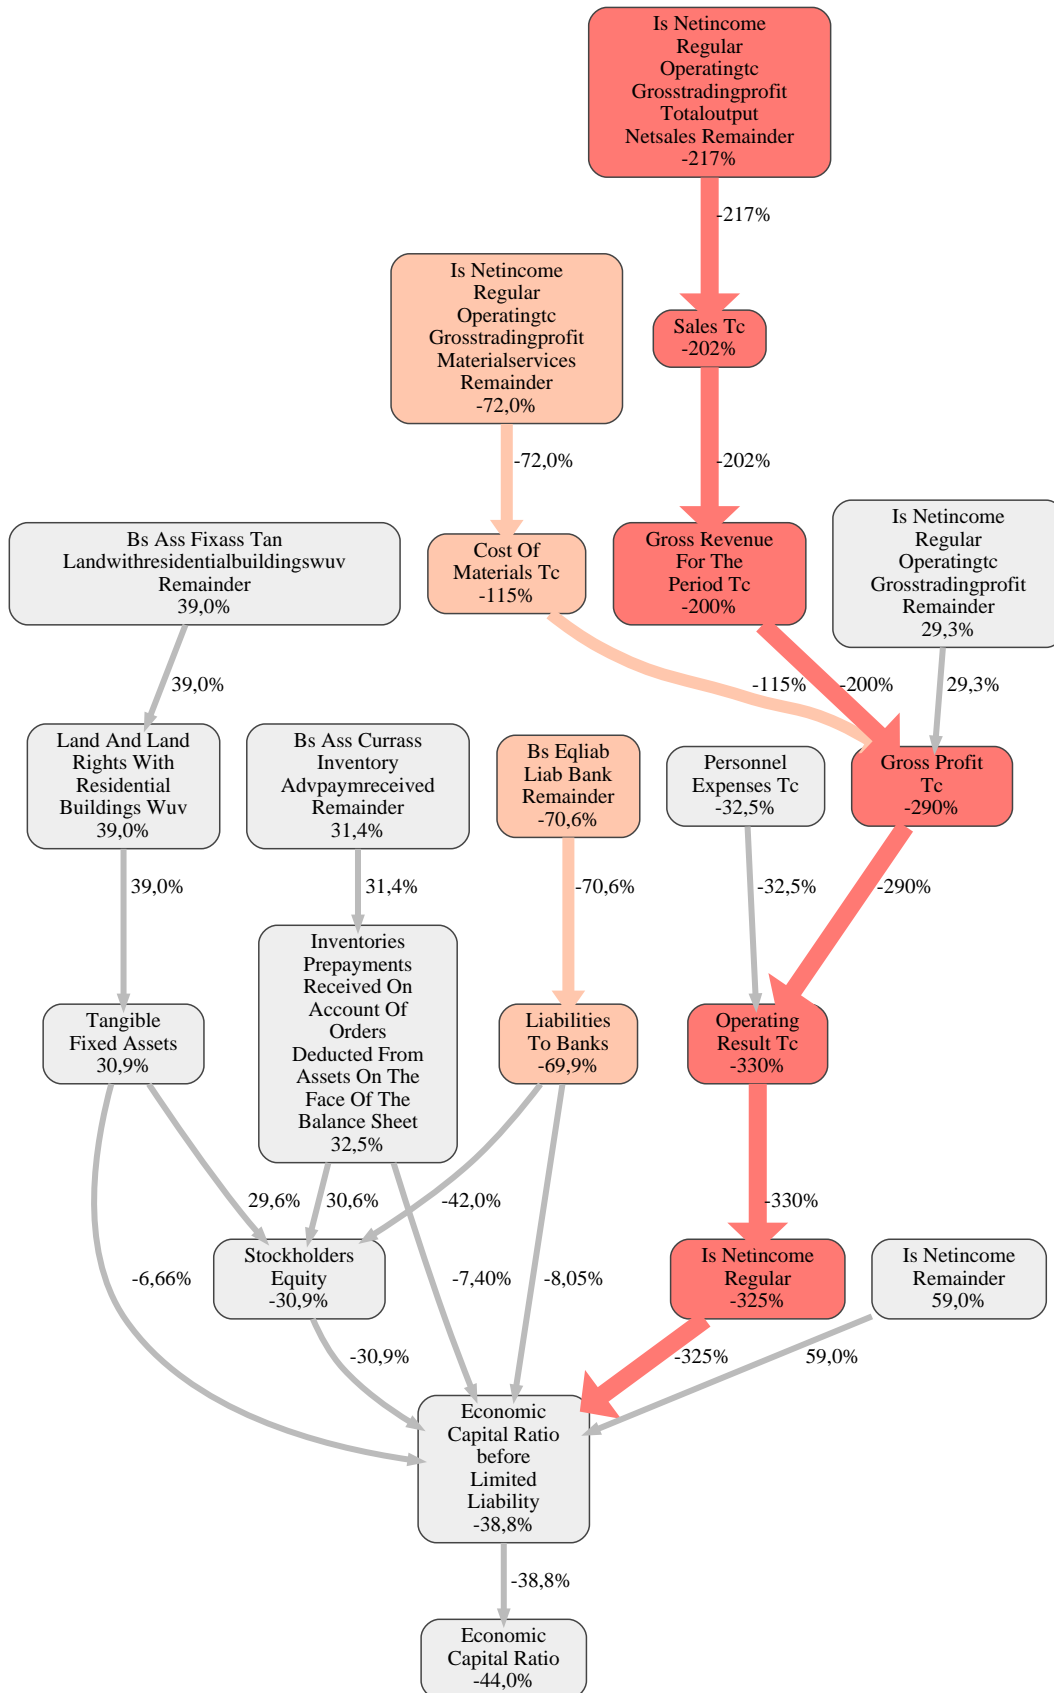 Is Netincome
Regular
Operatingtc
Grosstradingprofit
Totaloutput
Netsales Remainder
-217%
-217%
Is Netincome
Regular
Operatingtc
Grosstradingprofit
Materialservices
Remainder
-72,0%
Sales Tc
-202%
-72,0%
-202%
Bs Ass Fixass Tan
Landwithresidentialbuildingswuv
Remainder
39,0%
Cost Of
Materials Tc
-115%
Gross Revenue
For The
Period Tc
-200%
Is Netincome
Regular
Operatingtc
Grosstradingprofit
Remainder
29,3%
39,0%
-115%
-200%
29,3%
Land And Land
Rights With
Residential
Buildings Wuv
39,0%
Bs Ass Currass
Inventory
Advpaymreceived
Remainder
31,4%
Bs Eqliab
Liab Bank
Remainder
-70,6%
Personnel
Expenses Tc
-32,5%
Gross Profit
Tc
-290%
39,0%
31,4%
-70,6%
-32,5%
-290%
Tangible
Fixed Assets
30,9%
Inventories
Prepayments
Received On
Account Of
Orders
Deducted From
Assets On The
Face Of The
Balance Sheet
32,5%
Liabilities
To Banks
-69,9%
Operating
Result Tc
-330%
29,6%
30,6%
-42,0%
-330%
-6,66%
Stockholders
Equity
-30,9%
-7,40%
-8,05%
Is Netincome
Regular
-325%
Is Netincome
Remainder
59,0%
-30,9%
-325%
59,0%
Economic
Capital Ratio
before
Limited
Liability
-38,8%
-38,8%
Economic
Capital Ratio
-44,0%